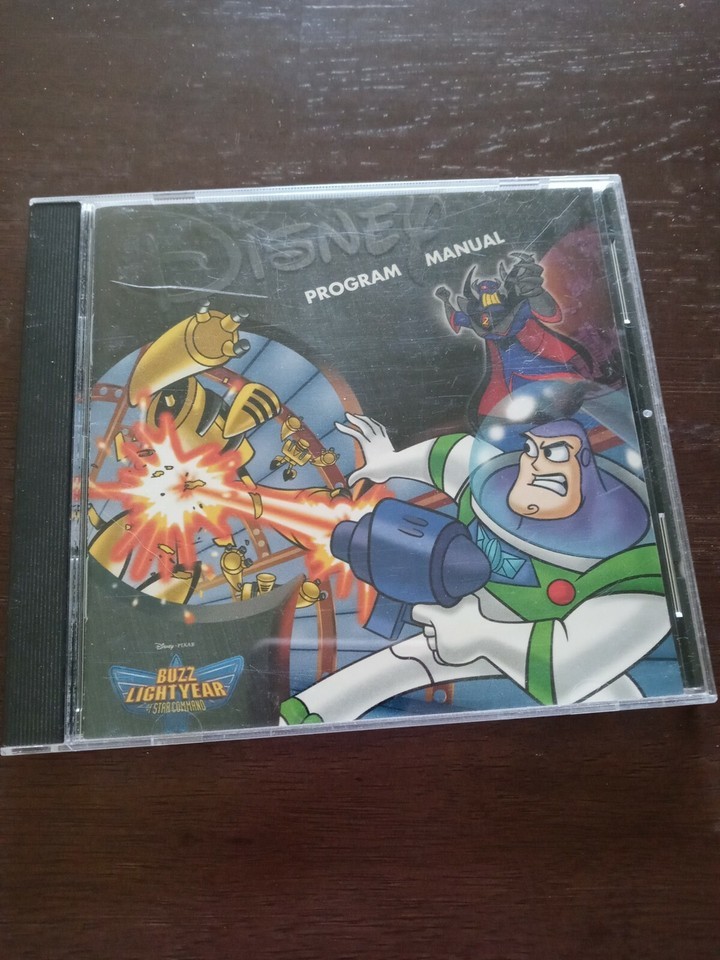 DISNEY
PROGRAM MANUAL
Z
Disney • PIXAR
BUZZ
LIGHTYEAR
OF STAR COMMAND